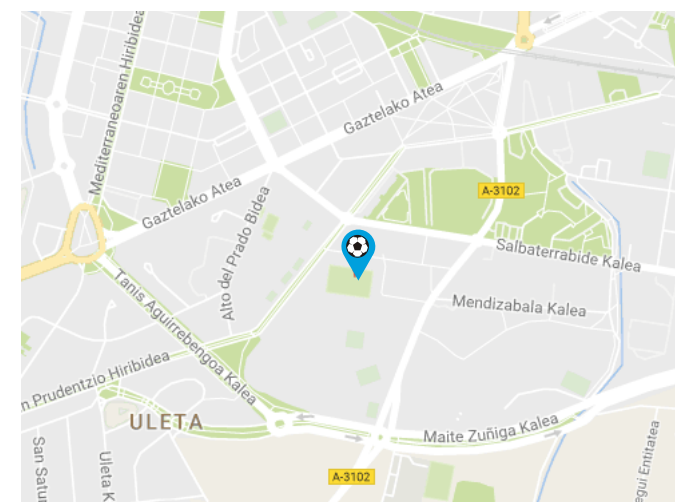 Mediterraneoaren Hiribidea
Gaztelako Atea
A-3102
Gaztelako Atea
Alto del Prado Bidea
Salbaterrabide Kalea
Tanis Aguirrebengoa Kalea
Mendizabala Kalea
n Prudentzio Hiribidea
ULETA
Maite Zuñiga Kalea
San Satur
Uleta K
A-3102
egui Entitatea